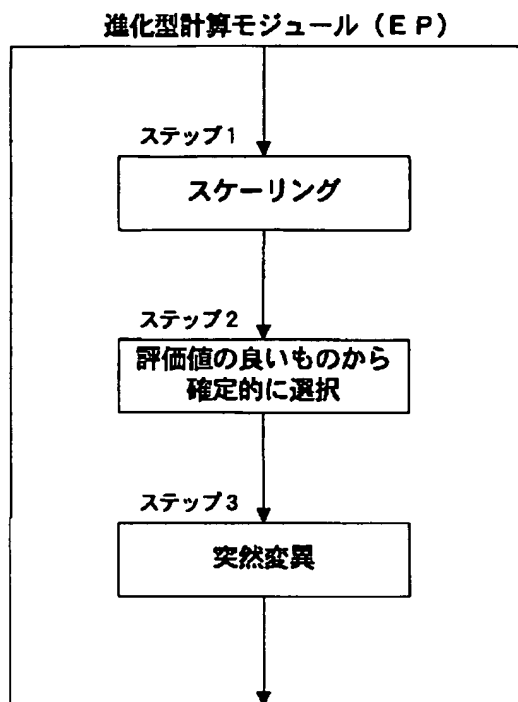 進化型計算モジュール（ＥＰ）
ステップ1
スケーリング
ステップ2
評価値の良いものから
確定的に選択
ステップ3
突然変異